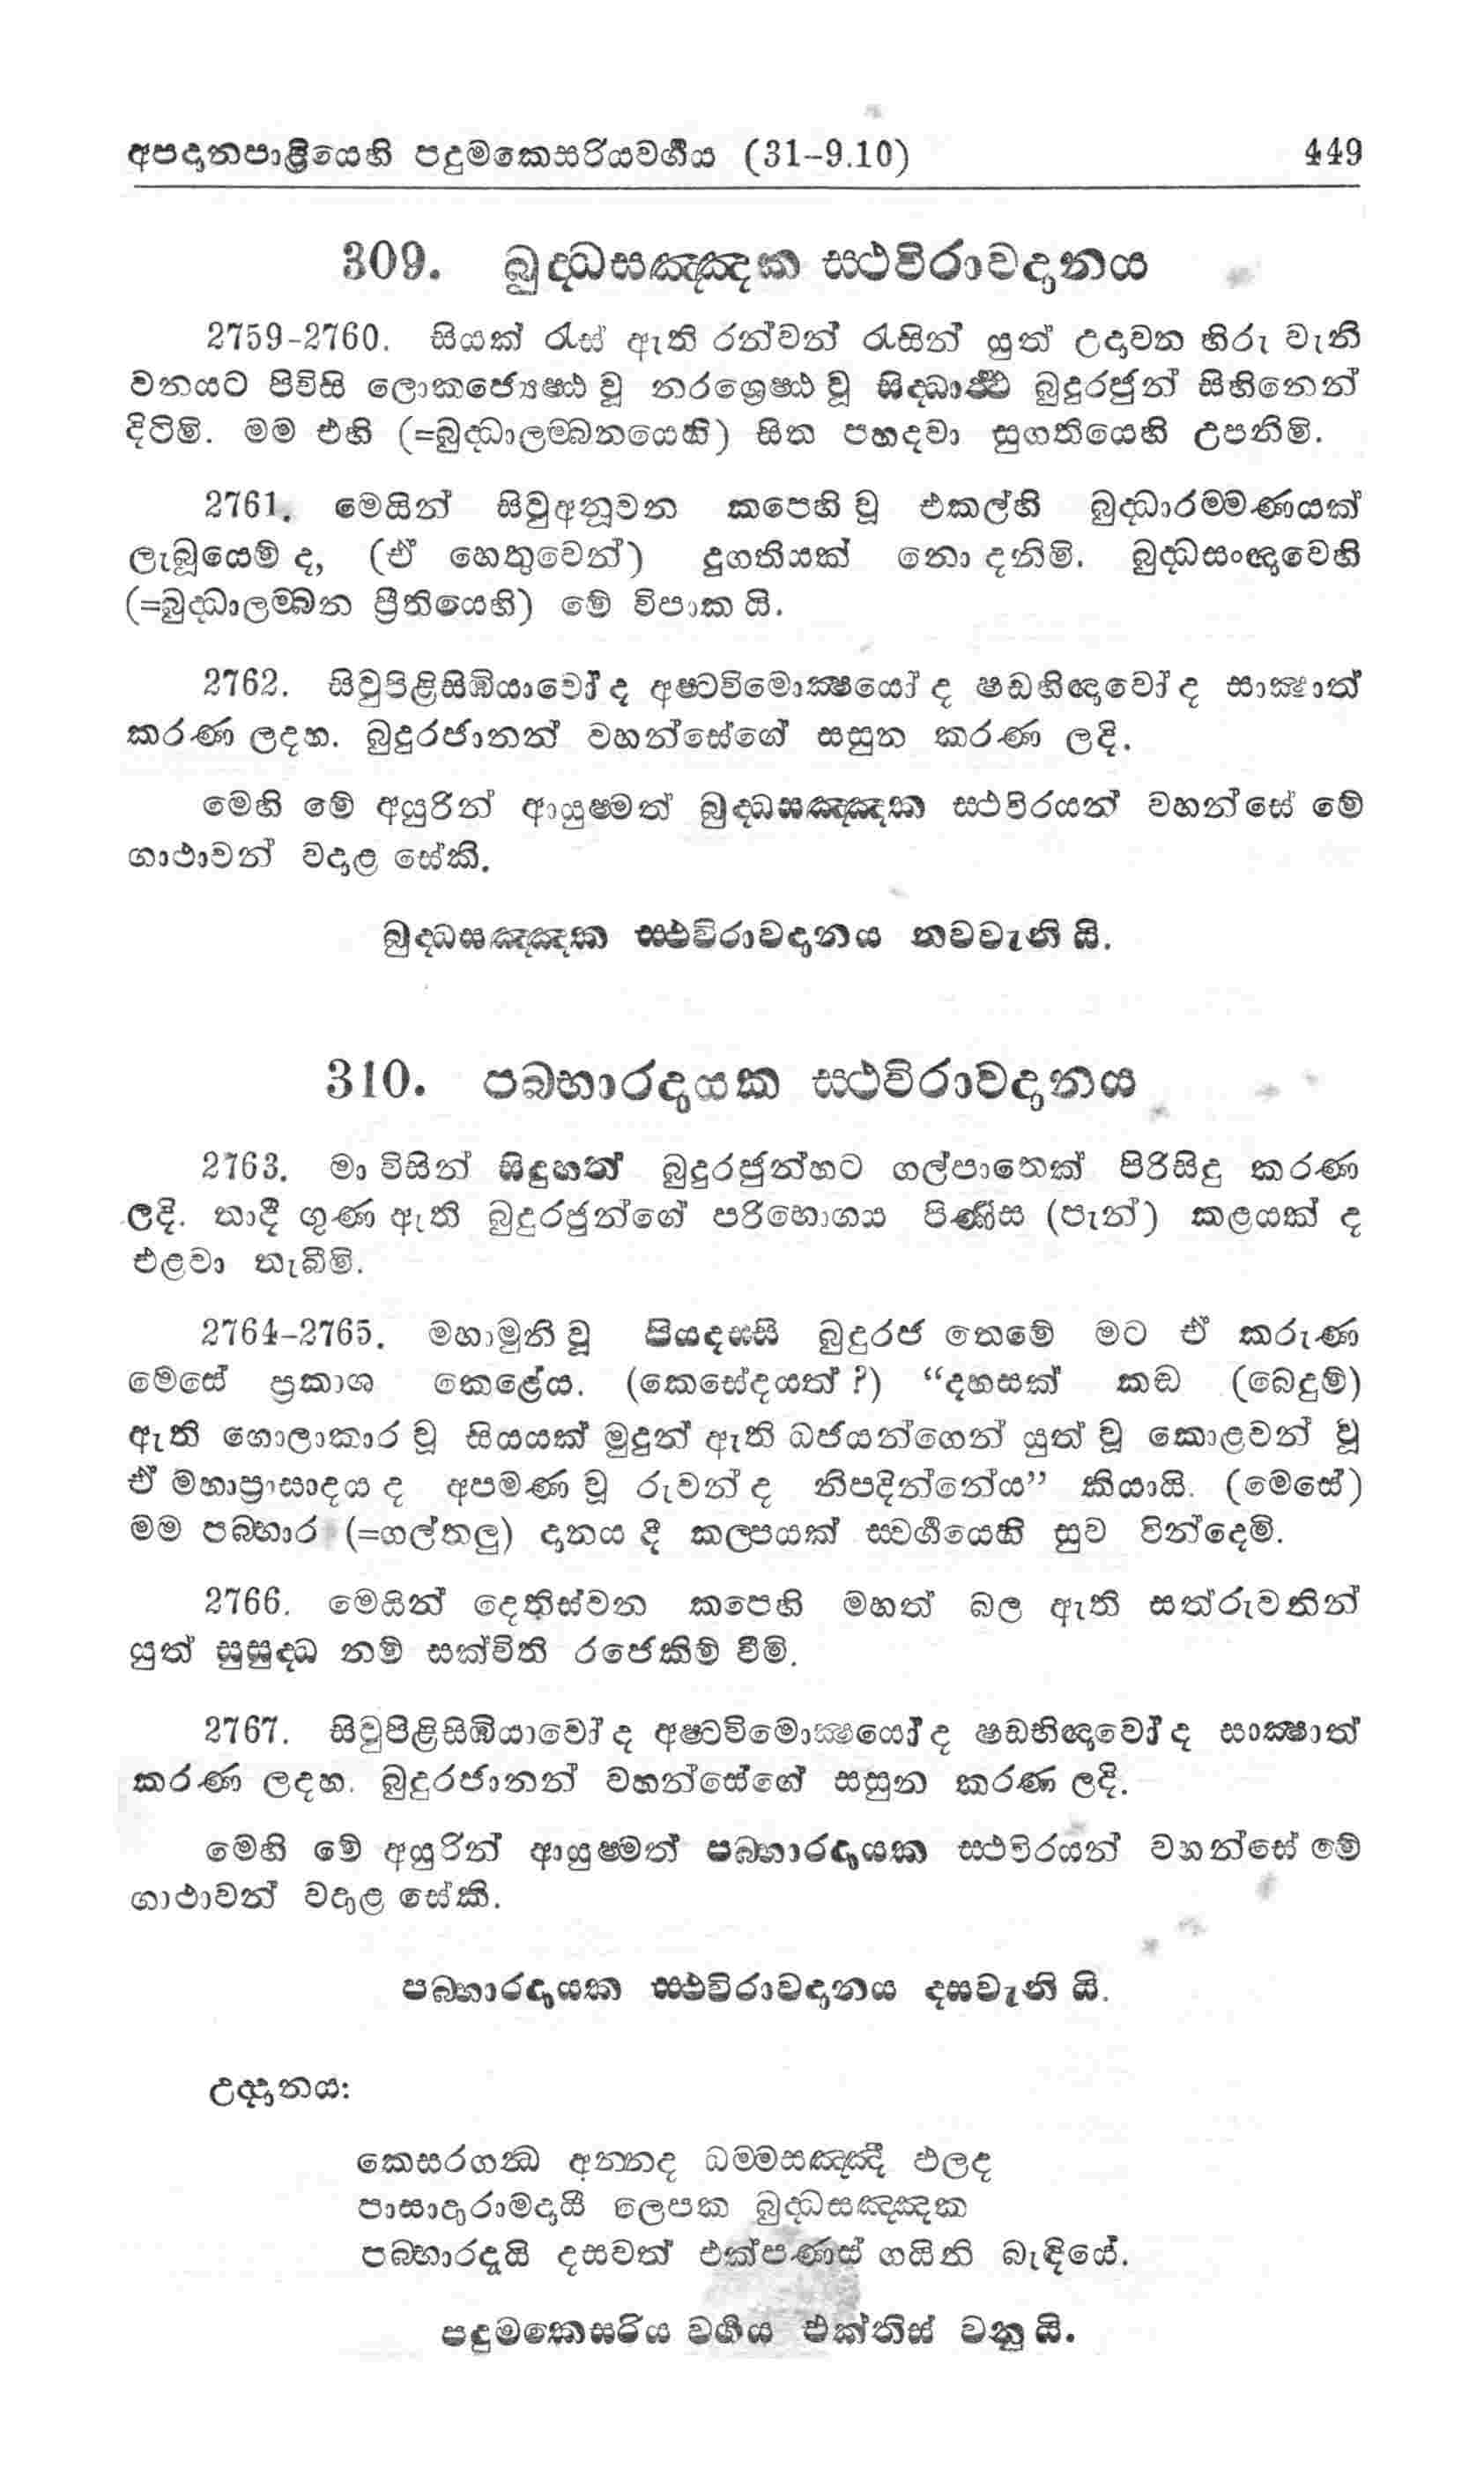 අපදානපාළියෙහි පදුමකෙසරියවර්‍ගය (31-9.10) 449
309. බුද්ධසඤ්ඤක ස්ථවිරාවදානය
2759-2760. සියක් රැස් ඇති රන්වන් රැසින් යුත් උදාවන හිරු වැනි
වනයට පිවිසි ලොකජ්‍යෙෂ්ඨ වූ නරශ්‍රෙෂ්ඨ වූ සිද්ධාර්‍ත්‍ථ බුදුරජුන් සිහිනෙන්
දිටිමි. මම එහි (=බුද්ධාලම්බනයෙහි) සිත පහදවා සුගතියෙහි උපනිමි.
2761. මෙයින් සිවුඅනූවන කපෙහි වූ එකල්හි බුද්ධාරම්මණයක්
ලැබූයෙම් ද, (ඒ හෙතුවෙන්) දුගතියක් නො දනිමි. බුද්ධසංඥාවෙහි
(=බුද්ධාලම්බන ප්‍රීතියෙහි) මේ විපාක යි.
2762. සිවුපිළිසිඹියාවෝ ද අෂ්ටවිමොක්‍ෂයෝ ද ෂඩභිඥාවෝ ද සාක්‍ෂාත්
කරණ ලදහ. බුදුරජානන් වහන්සේගේ සසුන කරණ ලදි.
මෙහි මේ අයුරින් ආයුෂ්මත් බුද්ධසඤ්ඤක ස්ථවිරයන් වහන්සේ මේ
ගාථාවන් වදාළ සේකි.
බුද්ධසඤ්ඤක ස්ථවිරාවදානය නවවැනි යි.
310. පබ්භාරදායක ස්ථවිරාවදානය
2763. මා විසින් සිදුහත් බුදුරජුන්හට ගල්පාතෙක් පිරිසිදු කරණ
ලදි. තාදී ගුණ ඇති බුදුරජුන්ගේ පරිභොගය පිණිස (පැන්) කළයක් ද
එළවා තැබීමි.
2764-2765. මහාමුනි වූ පියදස්සි බුදුරජ තෙමේ මට ඒ කරුණ
මෙසේ ප්‍රකාශ කෙළේය. (කෙසේදයත් ?) “දහසක් කඩ (බෙදුම්)
ඇති ගොලාකාර වූ සියයක් මුදුන් ඇති ධජයන්ගෙන් යුත් වූ කොළවන් වූ
ඒ මහාප්‍රාසාදය ද අපමණ වූ රුවන් ද නිපදින්නේය” කියායි. (මෙසේ)
මම පබ්භාර (=ගල්තලු) දානය දී කල්පයක් ස්වර්‍ගයෙහි සුව වින්දෙමි.
2766. මෙයින් දෙතිස්වන කපෙහි මහත් බල ඇති සත්රුවනින්
යුත් සුසුද්ධ නම් සක්විති රජෙකිම් වීමි.
2767. සිවුපිළිසිඹියාවෝ ද අෂ්ටවිමොක්‍ෂයෝ ද ෂඩභිඥාවෝ ද සාක්‍ෂාත්
කරණ ලදහ. බුදුරජානන් වහන්සේගේ සසුන කරණ ලදි.
මෙහි මේ අයුරින් ආයුෂ්මත් පබ්භාරදායක ස්ථවිරයන් වහන්සේ මේ
ගාථාවන් වදාළ සේකි.
පබ්භාරදායක ස්ථවිරාවදානය දසවැනි යි.
උද්දානය:
කෙසරගන්‍ධ අන්නද ධම්මසඤ්ඤී ඵලද
පාසාදාරාමදායී ලෙපක බුද්ධසඤ්ඤක
පබ්භාරදායි දසවත් එක්පණස් ගයිනි බැඳියේ.
පදුමකෙසරිය වර්‍ගය එක්තිස් වනු යි.